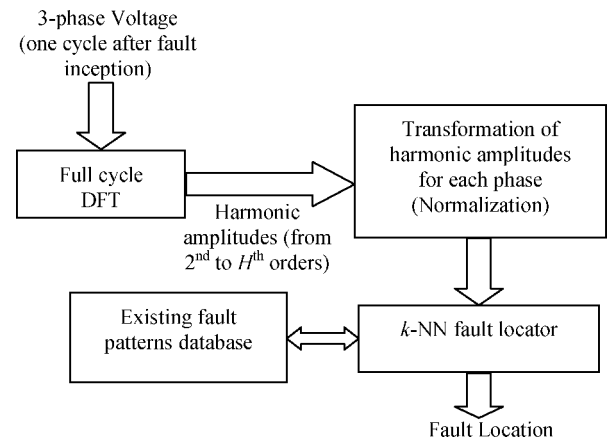 3-phase Voltage
(one cycle after fault
inception)
Full cycle
DFT
Harmonic
amplitudes (from
2nd to Hth orders)
Transformation of
harmonic amplitudes
for each phase
(Normalization)
Existing fault
patterns database
k-NN fault locator
Fault Location